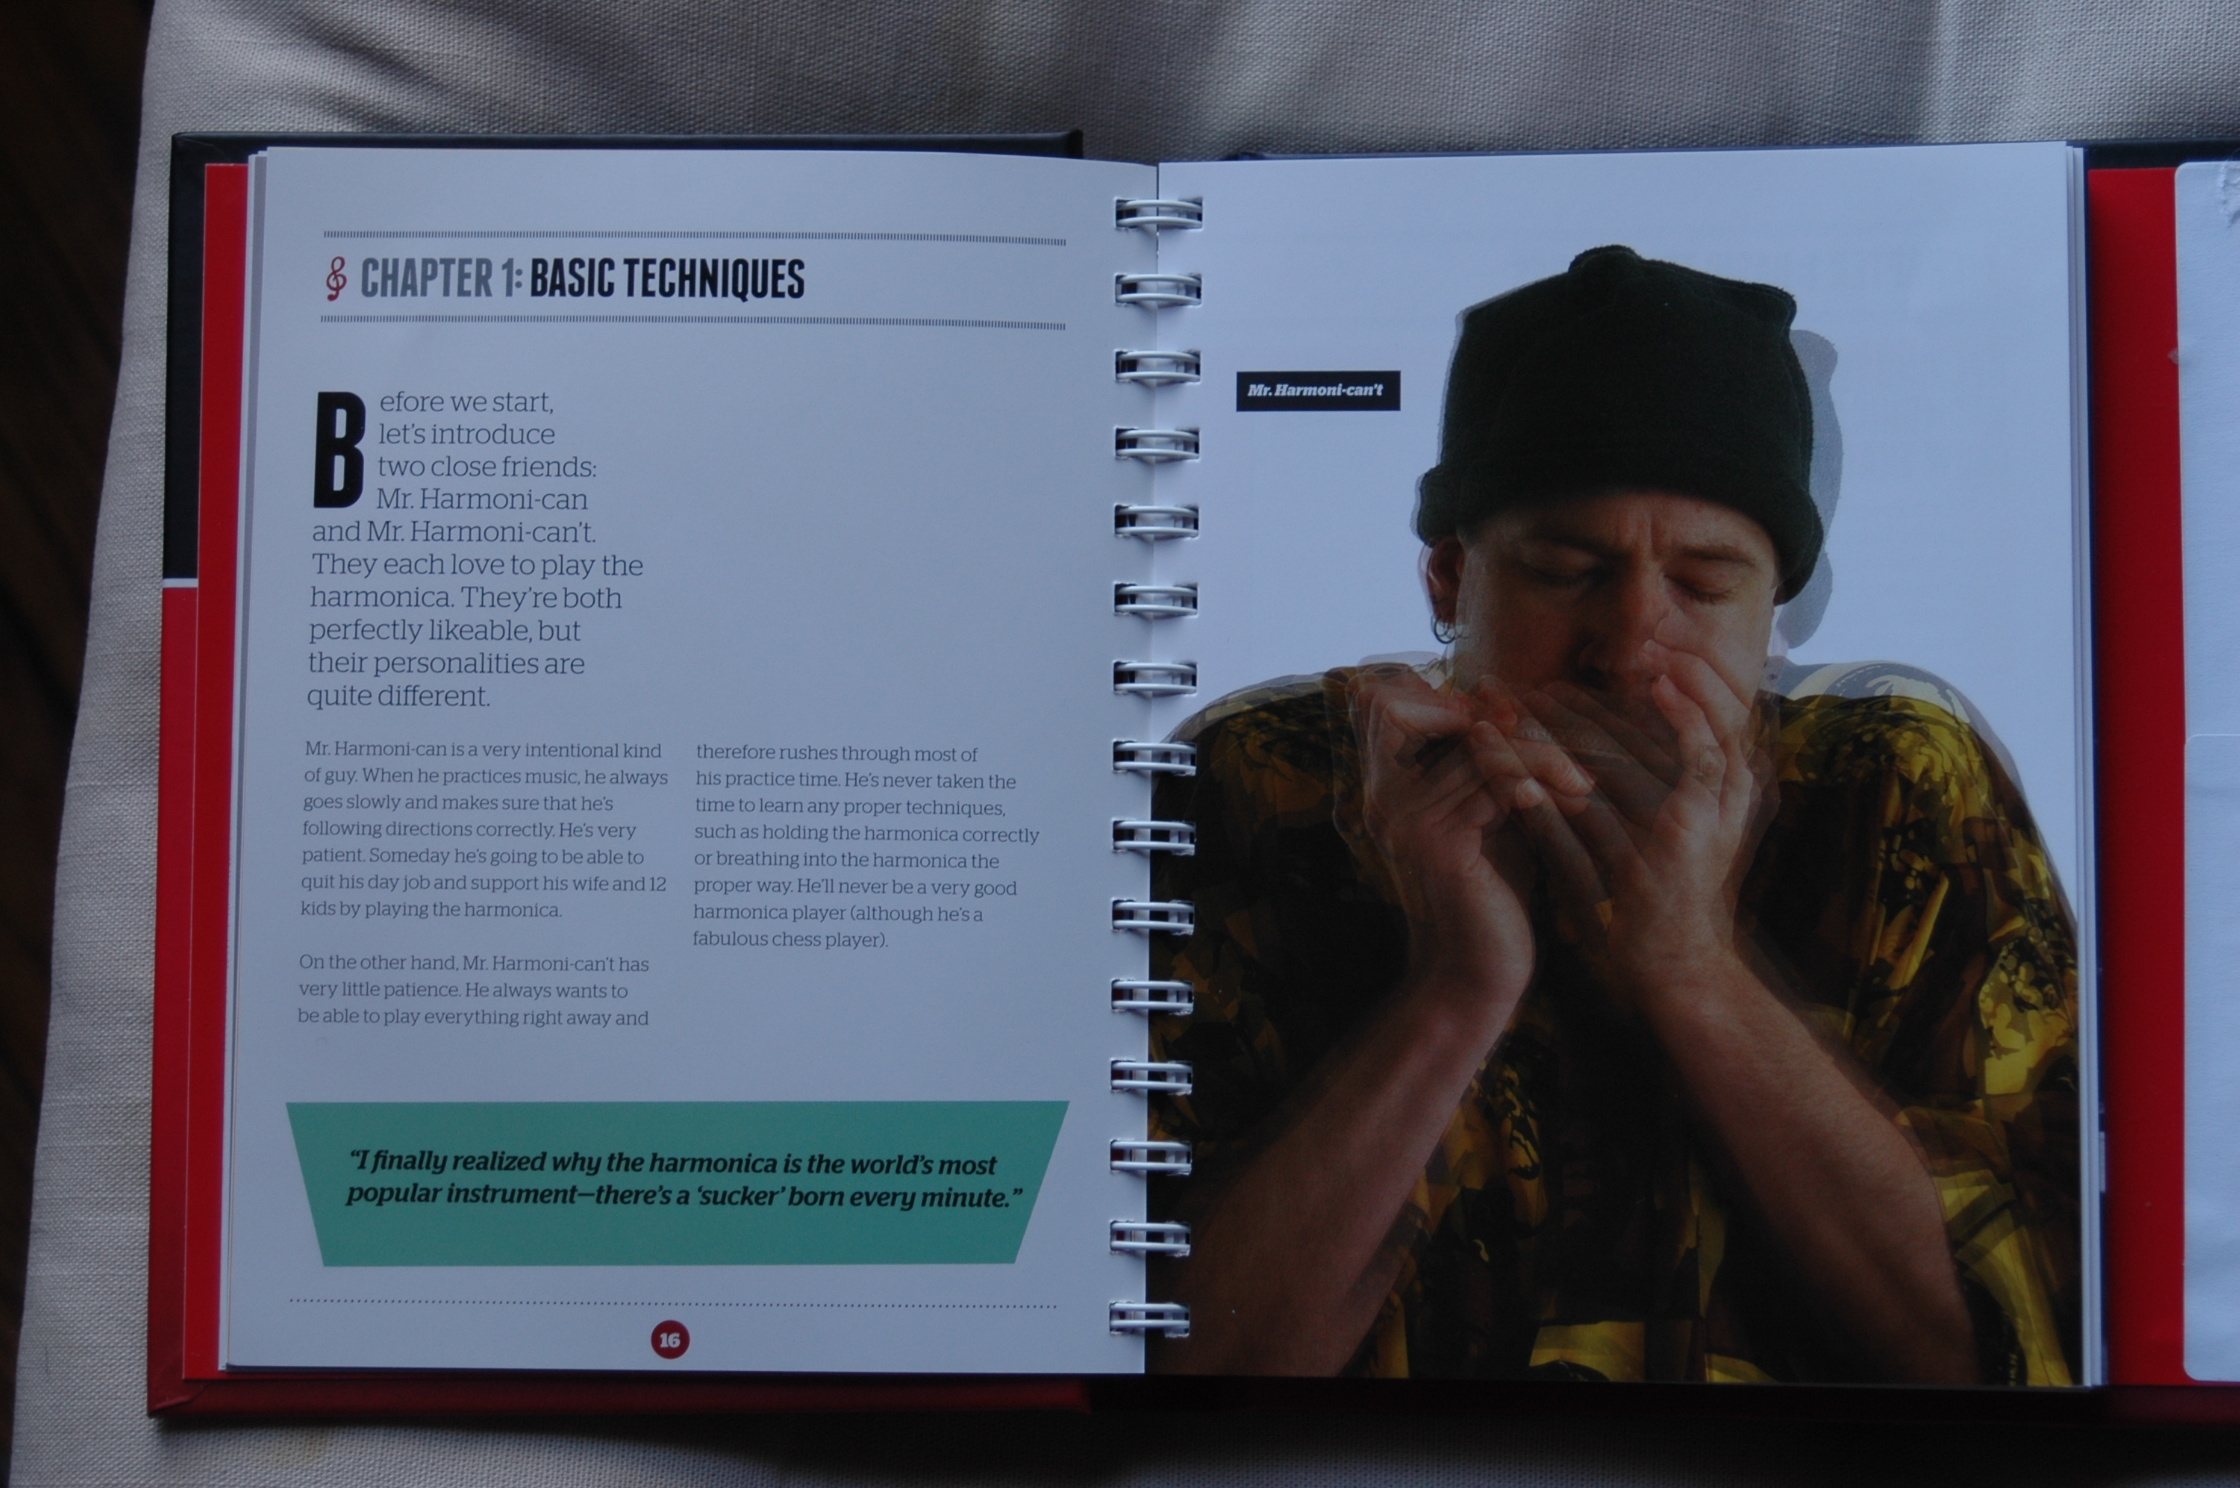 CHAPTER 1: BASIC TECHNIQUES
Before we start,
let's introduce
two close friends:
Mr. Harmoni-can
and Mr. Harmoni-can't.
They each love to play the
harmonica. They're both
perfectly likeable, but
their personalities are
quite different.
Mr. Harmoni-can is a very intentional kind
of guy. When he practices music, he always
goes slowly and makes sure that he's
following directions correctly. He's very
patient. Someday he's going to be able to
quit his day job and support his wife and 12
kids by playing the harmonica.
On the other hand, Mr. Harmoni-can't has
very little patience. He always wants to
be able to play everything right away and
therefore rushes through most of
his practice time. He's never taken the
time to learn any proper techniques,
such as holding the harmonica correctly
or breathing into the harmonica the
proper way. He'll never be a very good
harmonica player (although he's a
fabulous chess player).
“I finally realized why the harmonica is the world's most
popular instrument—there's a ‘sucker’ born every minute.”
16
Mr. Harmoni-can't